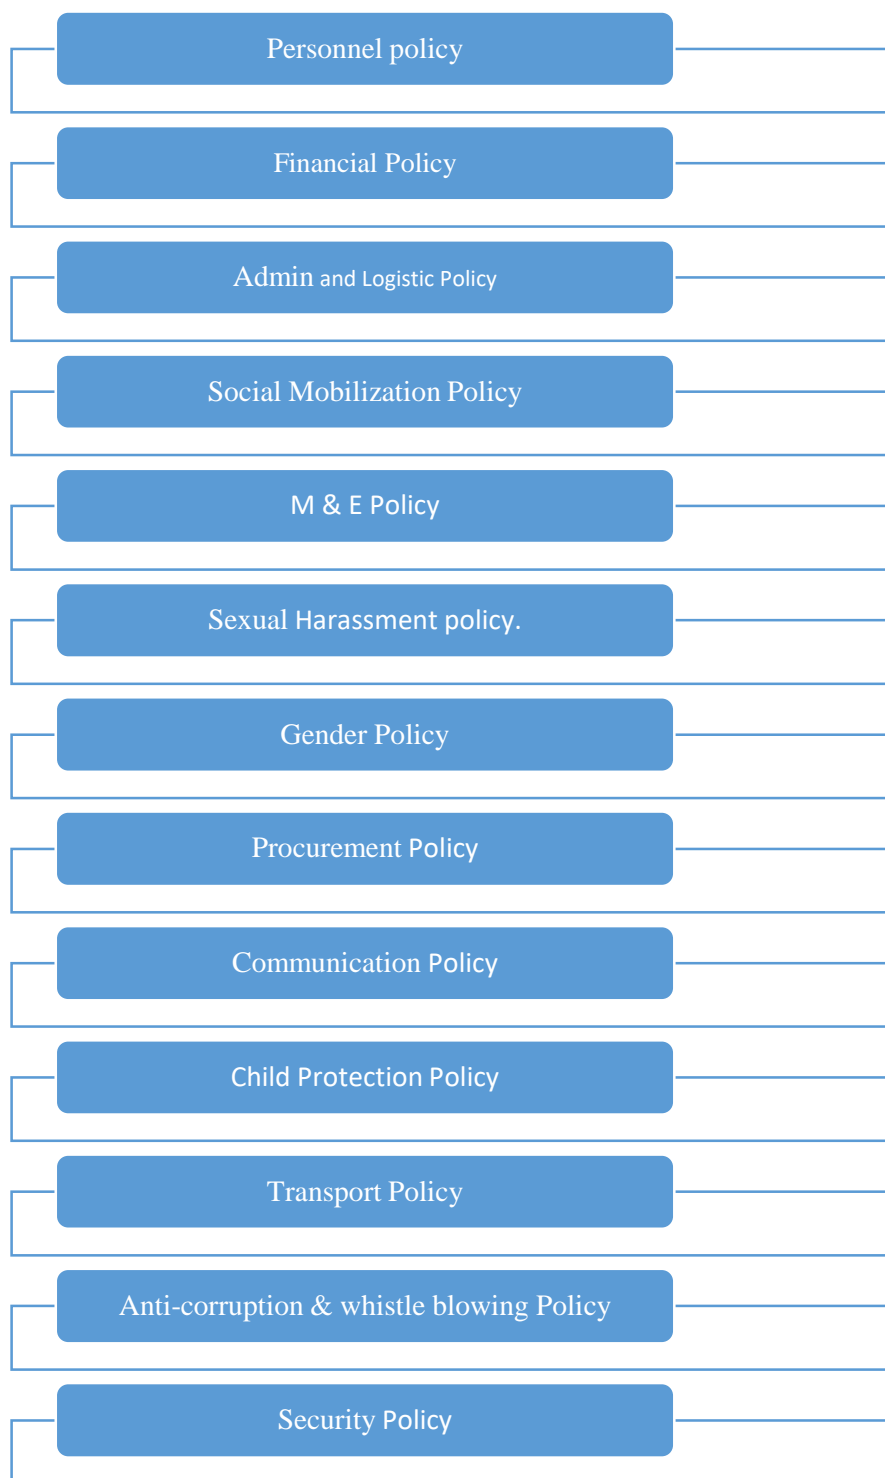 Personnel policy
Financial Policy
Admin and Logistic Policy
Social Mobilization Policy
M & E Policy
Sexual Harassment policy.
Gender Policy
Procurement Policy
Communication Policy
Child Protection Policy
Transport Policy
Anti-corruption & whistle blowing Policy
Security Policy